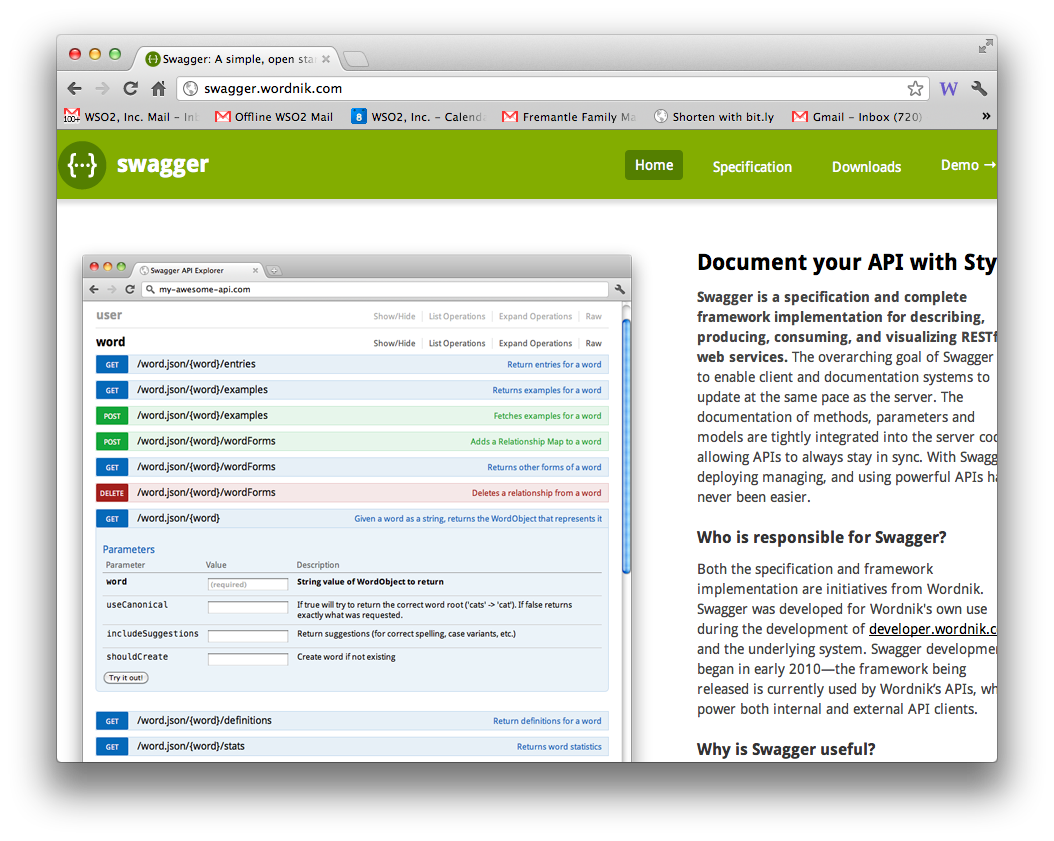 Swagger: A simple, open sta
swagger.wordnik.com
100+ WSO2, Inc. Mail – In
Offline WSO2 Mail
8 WSO2, Inc. – Calend
Fremantle Family Ma
Shorten with bit.ly
Gmail – Inbox (720)
»
{···} swagger
Home
Specification
Downloads
Demo →
Swagger API Explorer
my-awesome-api.com
user Show/Hide List Operations Expand Operations Raw
word Show/Hide List Operations Expand Operations Raw
GET /word.json/{word}/entries Return entries for a word
GET /word.json/{word}/examples Returns examples for a word
POST /word.json/{word}/examples Fetches examples for a word
POST /word.json/{word}/wordForms Adds a Relationship Map to a word
GET /word.json/{word}/wordForms Returns other forms of a word
DELETE /word.json/{word}/wordForms Deletes a relationship from a word
GET /word.json/{word} Given a word as a string, returns the WordObject that represents it
Parameters
Parameter Value Description
word (required) String value of WordObject to return
useCanonical If true will try to return the correct word root ('cats' -> 'cat'). If false returns
exactly what was requested.
includeSuggestions Return suggestions (for correct spelling, case variants, etc.)
shouldCreate Create word if not existing
Try it out!
GET /word.json/{word}/definitions Return definitions for a word
GET /word.json/{word}/stats Returns word statistics
Document your API with Sty
Swagger is a specification and complete
framework implementation for describing,
producing, consuming, and visualizing RESTf
web services. The overarching goal of Swagger
to enable client and documentation systems to
update at the same pace as the server. The
documentation of methods, parameters and
models are tightly integrated into the server cod
allowing APIs to always stay in sync. With Swagg
deploying managing, and using powerful APIs ha
never been easier.
Who is responsible for Swagger?
Both the specification and framework
implementation are initiatives from Wordnik.
Swagger was developed for Wordnik's own use
during the development of developer.wordnik.c
and the underlying system. Swagger developme
began in early 2010—the framework being
released is currently used by Wordnik's APIs, wh
power both internal and external API clients.
Why is Swagger useful?